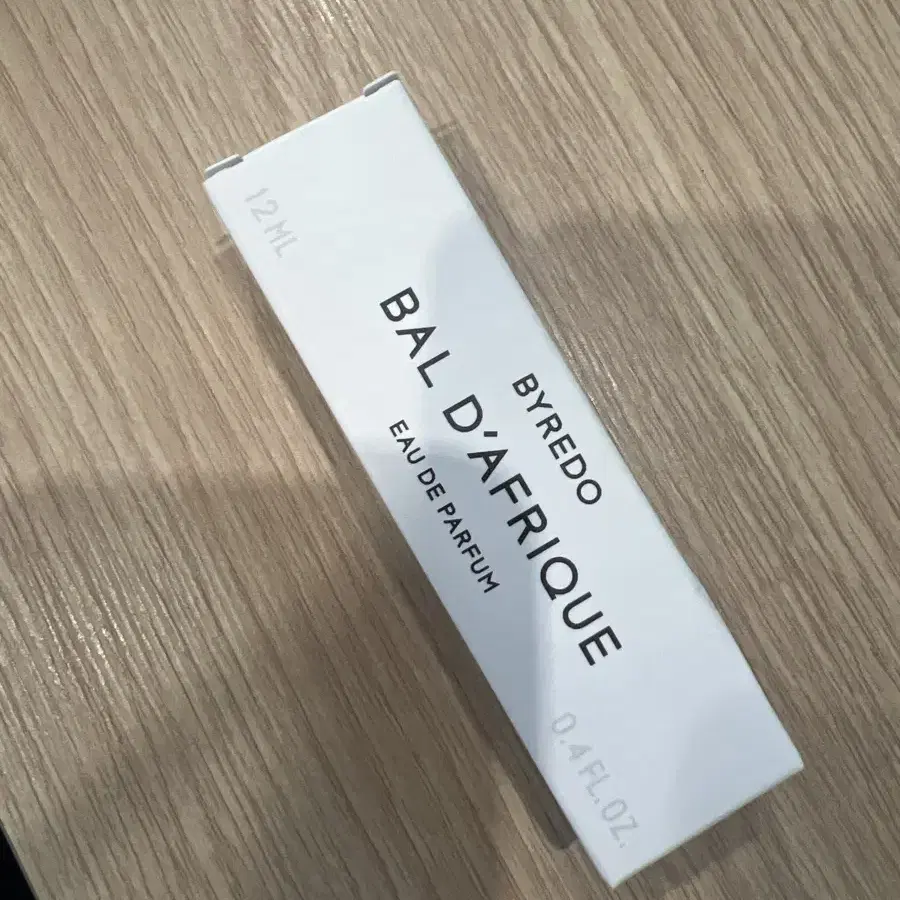 12 ML
BYREDO
BAL D'AFRIQUE
EAU DE PARFUM
0.4 FL.OZ.